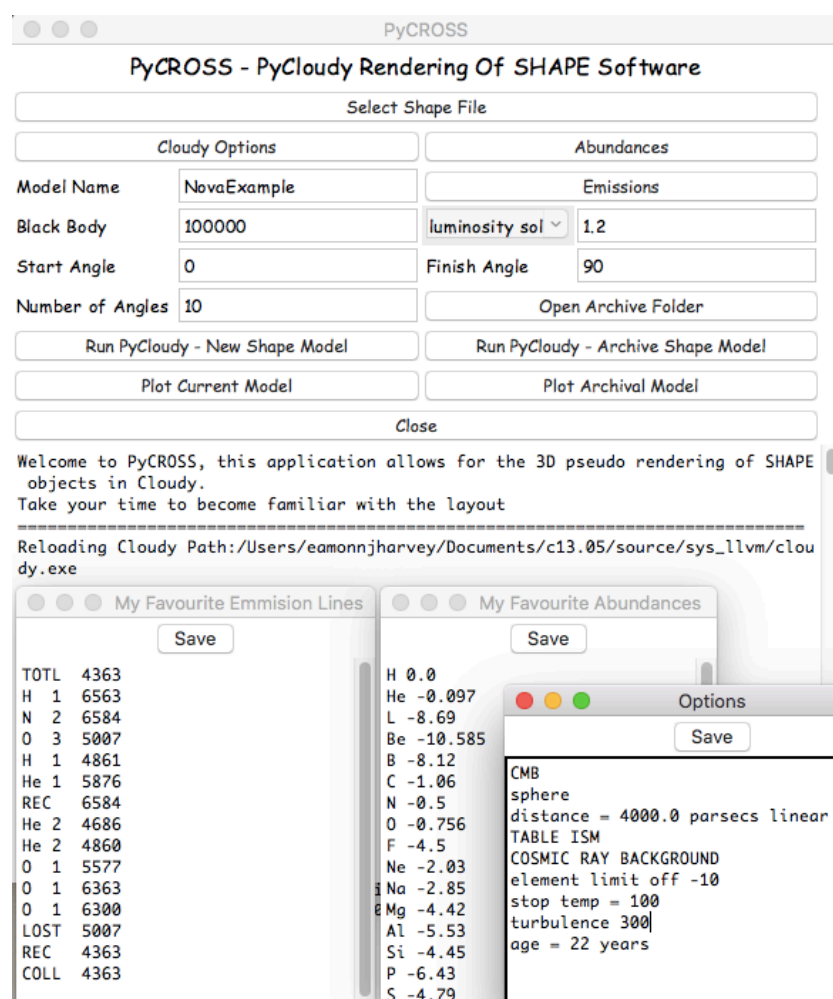 PyCROSS
PyCROSS - PyCloudy Rendering Of SHAPE Software
Select Shape File
Cloudy Options
Abundances
Model Name
NovaExample
Emissions
Black Body
100000
luminosity sol
1.2
Start Angle
0
Finish Angle
90
Number of Angles
10
Open Archive Folder
Run PyCloudy - New Shape Model
Run PyCloudy - Archive Shape Model
Plot Current Model
Plot Archival Model
Close
Welcome to PyCROSS, this application allows for the 3D pseudo rendering of SHAPE
objects in Cloudy.
Take your time to become familiar with the layout
================================================================================
Reloading Cloudy Path:/Users/eamonnjharvey/Documents/c13.05/source/sys_llvm/clou
dy.exe
My Favourite Emmision Lines
Save
TOTL 4363
H 1 6563
N 2 6584
O 3 5007
H 1 4861
He 1 5876
REC 6584
He 2 4686
He 2 4860
O 1 5577
O 1 6363
O 1 6300
LOST 5007
REC 4363
COLL 4363
My Favourite Abundances
Save
H 0.0
He -0.097
L -8.69
Be -10.585
B -8.12
C -1.06
N -0.5
O -0.756
F -4.5
Ne -2.03
Na -2.85
Mg -4.42
Al -5.53
Si -4.45
P -6.43
S -4.79
Options
Save
CMB
sphere
distance = 4000.0 parsecs linear
TABLE ISM
COSMIC RAY BACKGROUND
element limit off -10
stop temp = 100
turbulence 300
age = 22 years